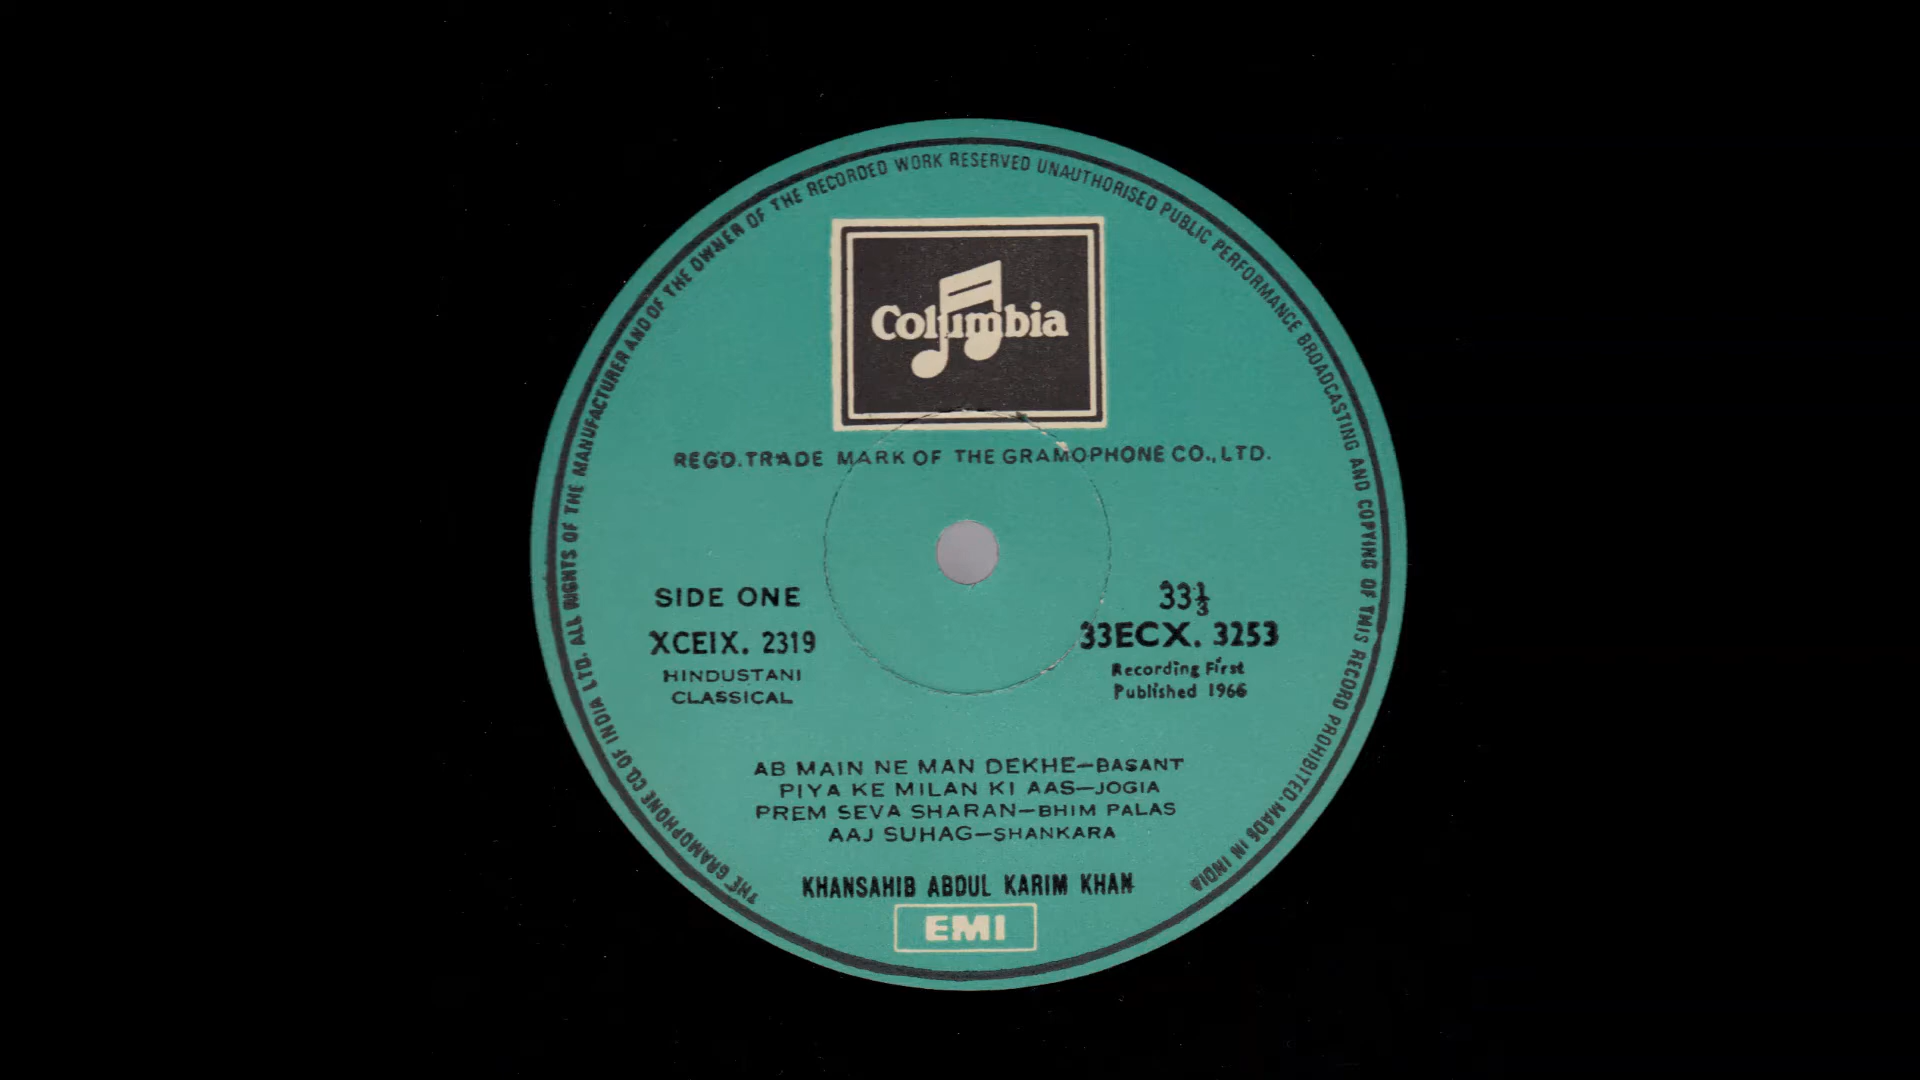 THE GRAMOPHONE CO. OF INDIA LTD. ALL RIGHTS OF THE MANUFACTURER AND OF THE OWNER OF THE RECORDED WORK RESERVED UNAUTHORISED PUBLIC PERFORMANCE BROADCASTING AND COPYING OF THIS RECORD PROHIBITED. MADE IN INDIA
Columbia
REGD. TRADE MARK OF THE GRAMOPHONE CO., LTD.
SIDE ONE
XCEIX. 2319
HINDUSTANI
CLASSICAL
33⅓
33ECX. 3253
Recording First
Published 1966
AB MAIN NE MAN DEKHE—BASANT
PIYA KE MILAN KI AAS—JOGIA
PREM SEVA SHARAN—BHIM PALAS
AAJ SUHAG—SHANKARA
KHANSAHIB ABDUL KARIM KHAN
EMI